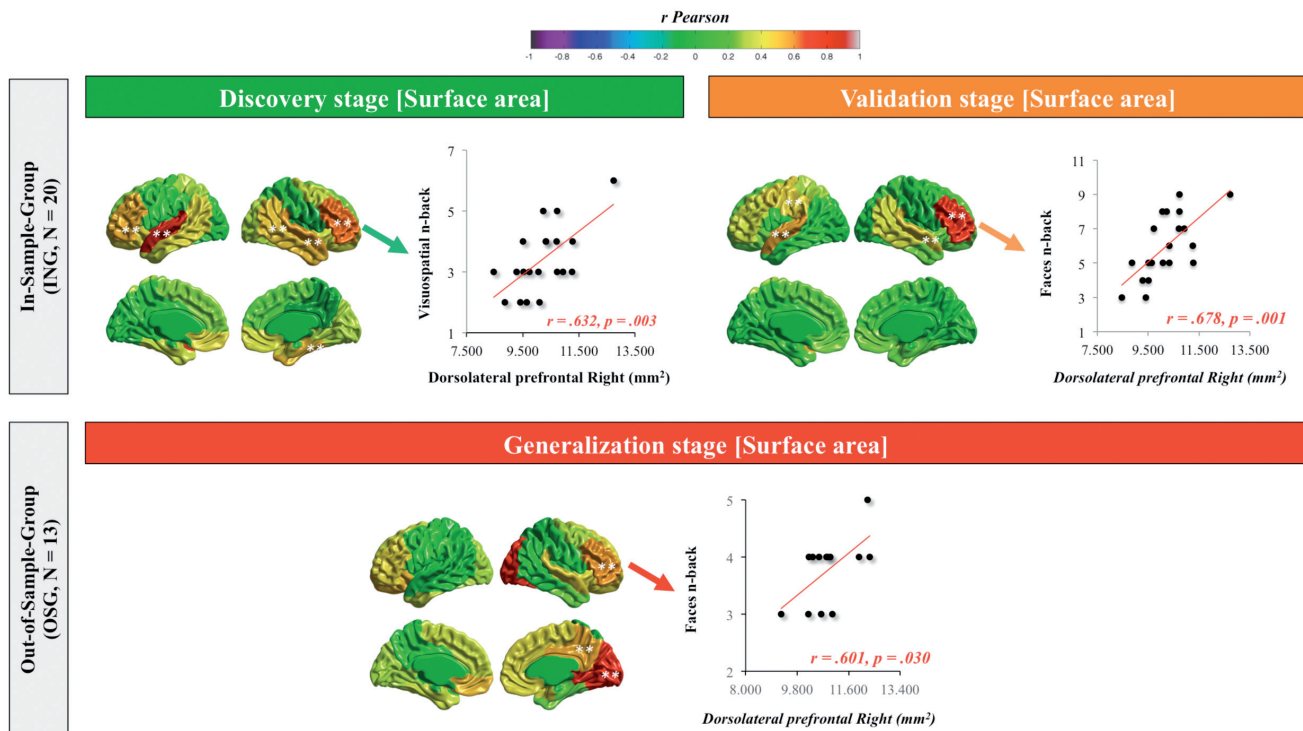 r Pearson
-1 -0.8 -0.6 -0.4 -0.2 0 0.2 0.4 0.6 0.8 1
Discovery stage [Surface area]
Validation stage [Surface area]
In-Sample-Group
(ING, N = 20)
** ** ** ** **
**
Visuospatial n-back
7
5
3
1
r = .632, p = .003
7.500 9.500 11.500 13.500
Dorsolateral prefrontal Right (mm²)
** ** ** **
Faces n-back
11
9
7
5
3
1
r = .678, p = .001
7.500 9.500 11.500 13.500
Dorsolateral prefrontal Right (mm²)
Generalization stage [Surface area]
Out-of-Sample-Group
(OSG, N = 13)
**
**
**
Faces n-back
5
4
3
2
r = .601, p = .030
8.000 9.800 11.600 13.400
Dorsolateral prefrontal Right (mm²)